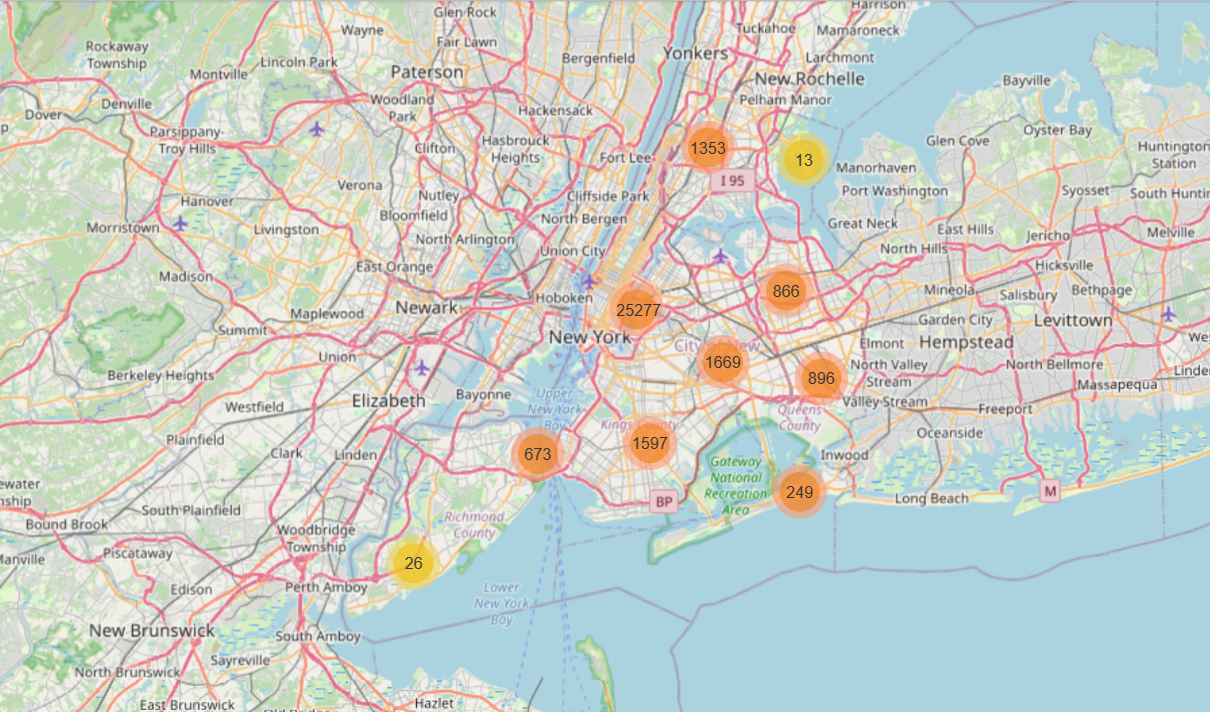 Glen Rock
Harrison
Wayne
Tuckahoe
Mamaroneck
Rockaway
Township
Fair Lawn
Yonkers
Lincoln Park
Bergenfield
Larchmont
Montville
Paterson
New Rochelle
Bayville
Denville
Woodland
Park
Pelham Manor
Dover
Hackensack
Parsippany-
Troy Hills
Oyster Bay
Clifton
Hasbrouck
Heights
Glen Cove
Huntington
Station
1353
13
Fort Lee
Manorhaven
I 95
Verona
Nutley
Cliffside Park
Port Washington
Syosset
South Huntin
Hanover
Bloomfield
North Bergen
Morristown
Livingston
Great Neck
East Hills
Jericho
Melville
North Arlington
Union City
North Hills
East Orange
Hicksville
Madison
866
Mineola
Salisbury
Bethpage
Newark
Hoboken
25277
Maplewood
Garden City
Levittown
Summit
New York
City of New
Elmont
Hempstead
Wes
Union
1669
North Valley
Stream
North Bellmore
Berkeley Heights
896
Linde
Massapequa
Elizabeth
Bayonne
Upper
New York
Bay
Valley Stream
Westfield
Queens
County
Freeport
Kings County
Oceanside
Plainfield
1597
Clark
Linden
673
Inwood
Gateway
National
Recreation
Area
ewater
nship
249
Long Beach
M
BP
South Plainfield
Richmond
County
Bound Brook
Woodbridge
Township
Manville
Piscataway
26
Edison
Perth Amboy
Lower
New York
Bay
New Brunswick
South Amboy
Sayreville
North Brunswick
East Brunswick
Hazlet